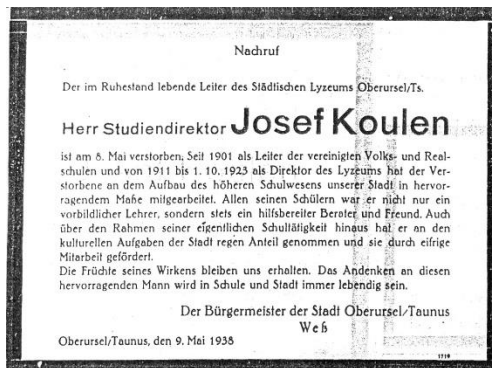 Nachruf
Der im Ruhestand lebende Leiter des Städtischen Lyzeums Oberursel/Ts.
Herr Studiendirektor Josef Koulen
ist am 8. Mai verstorben. Seit 1901 als Leiter der vereinigten Volks- und Real-
schulen und von 1911 bis 1. 10. 1923 als Direktor des Lyzeums hat der Ver-
storbene an dem Aufbau des höheren Schulwesens unserer Stadt in hervor-
ragendem Maße mitgearbeitet. Allen seinen Schülern war er nicht nur ein
vorbildlicher Lehrer, sondern stets ein hilfsbereiter Berater und Freund. Auch
über den Rahmen seiner eigentlichen Schultätigkeit hinaus hat er an den
kulturellen Aufgaben der Stadt regen Anteil genommen und sie durch eifrige
Mitarbeit gefördert.
Die Früchte seines Wirkens bleiben uns erhalten. Das Andenken an diesen
hervorragenden Mann wird in Schule und Stadt immer lebendig sein.
Der Bürgermeister der Stadt Oberursel/Taunus
Weß
Oberursel/Taunus, den 9. Mai 1938
1719